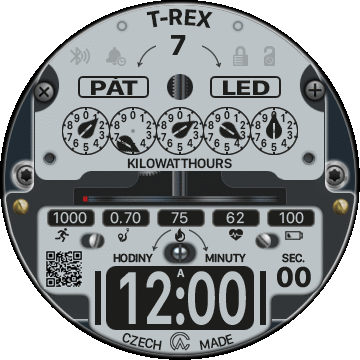 T-REX
7
PÁT LED
KILOWATTHOURS
1000 0.70 75 62 100
HODINY MINUTY SEC.
A
12:00 00
CZECH MADE